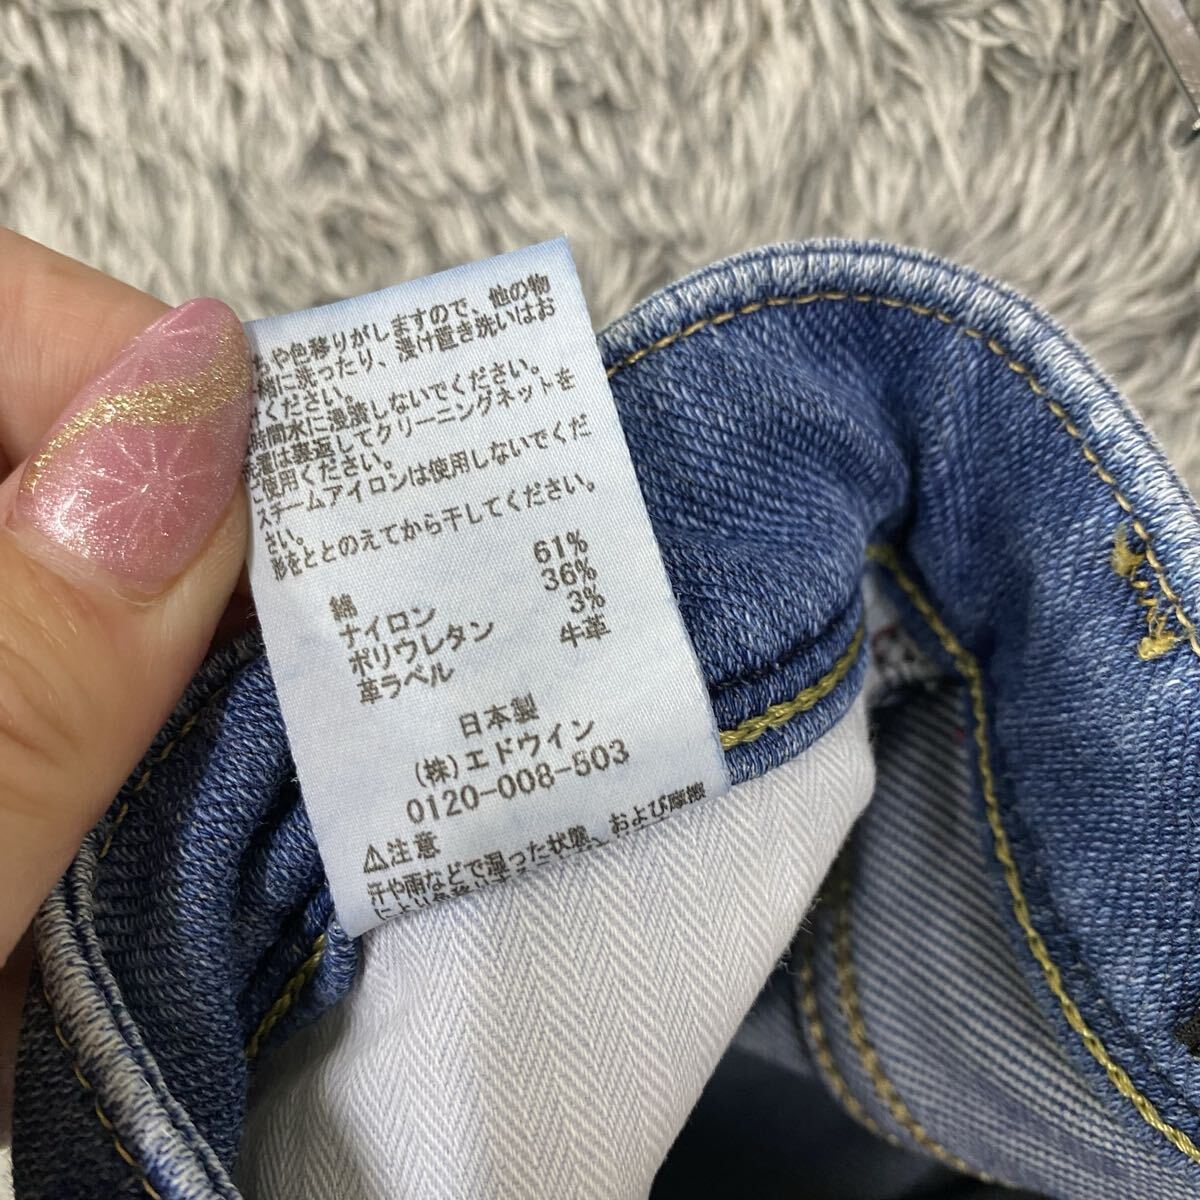 や色移りがしますので、他の物
緒に洗ったり、浸け置き洗いはお
ください。
時間水に浸漬しないでください。
濯は裏返してクリーニングネットを
使用ください。
スチームアイロンは使用しないでくだ
さい。
形をととのえてから干してください。
綿 61%
ナイロン 36%
ポリウレタン 3%
革ラベル 牛革
日本製
(株)エドウイン
0120-008-503
⚠注意
汗や雨などで湿った状態、および摩擦
により